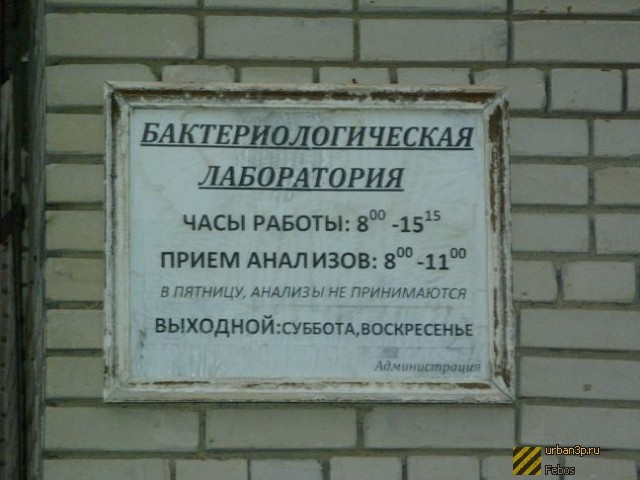 БАКТЕРИОЛОГИЧЕСКАЯ
ЛАБОРАТОРИЯ
ЧАСЫ РАБОТЫ: 8⁰⁰ -15¹⁵
ПРИЕМ АНАЛИЗОВ: 8⁰⁰ -11⁰⁰
В ПЯТНИЦУ, АНАЛИЗЫ НЕ ПРИНИМАЮТСЯ
ВЫХОДНОЙ:СУББОТА,ВОСКРЕСЕНЬЕ
Администрация
urban3p.ru
Febos